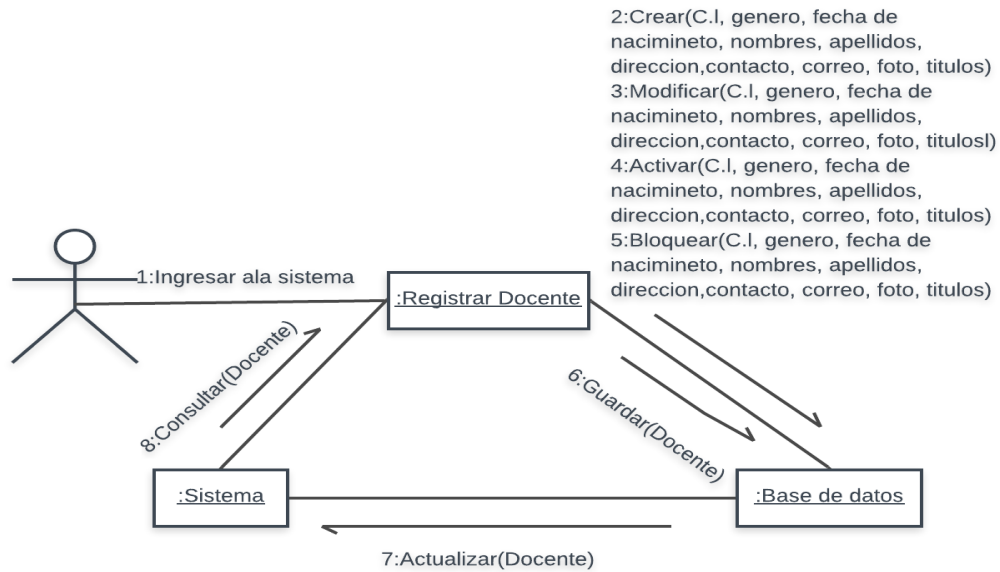 2:Crear(C.I, genero, fecha de
nacimineto, nombres, apellidos,
direccion,contacto, correo, foto, titulos)
3:Modificar(C.I, genero, fecha de
nacimineto, nombres, apellidos,
direccion,contacto, correo, foto, titulosl)
4:Activar(C.I, genero, fecha de
nacimineto, nombres, apellidos,
direccion,contacto, correo, foto, titulos)
5:Bloquear(C.I, genero, fecha de
nacimineto, nombres, apellidos,
direccion,contacto, correo, foto, titulos)
1:Ingresar ala sistema
:Registrar Docente
8:Consultar(Docente)
6:Guardar(Docente)
:Sistema
:Base de datos
7:Actualizar(Docente)